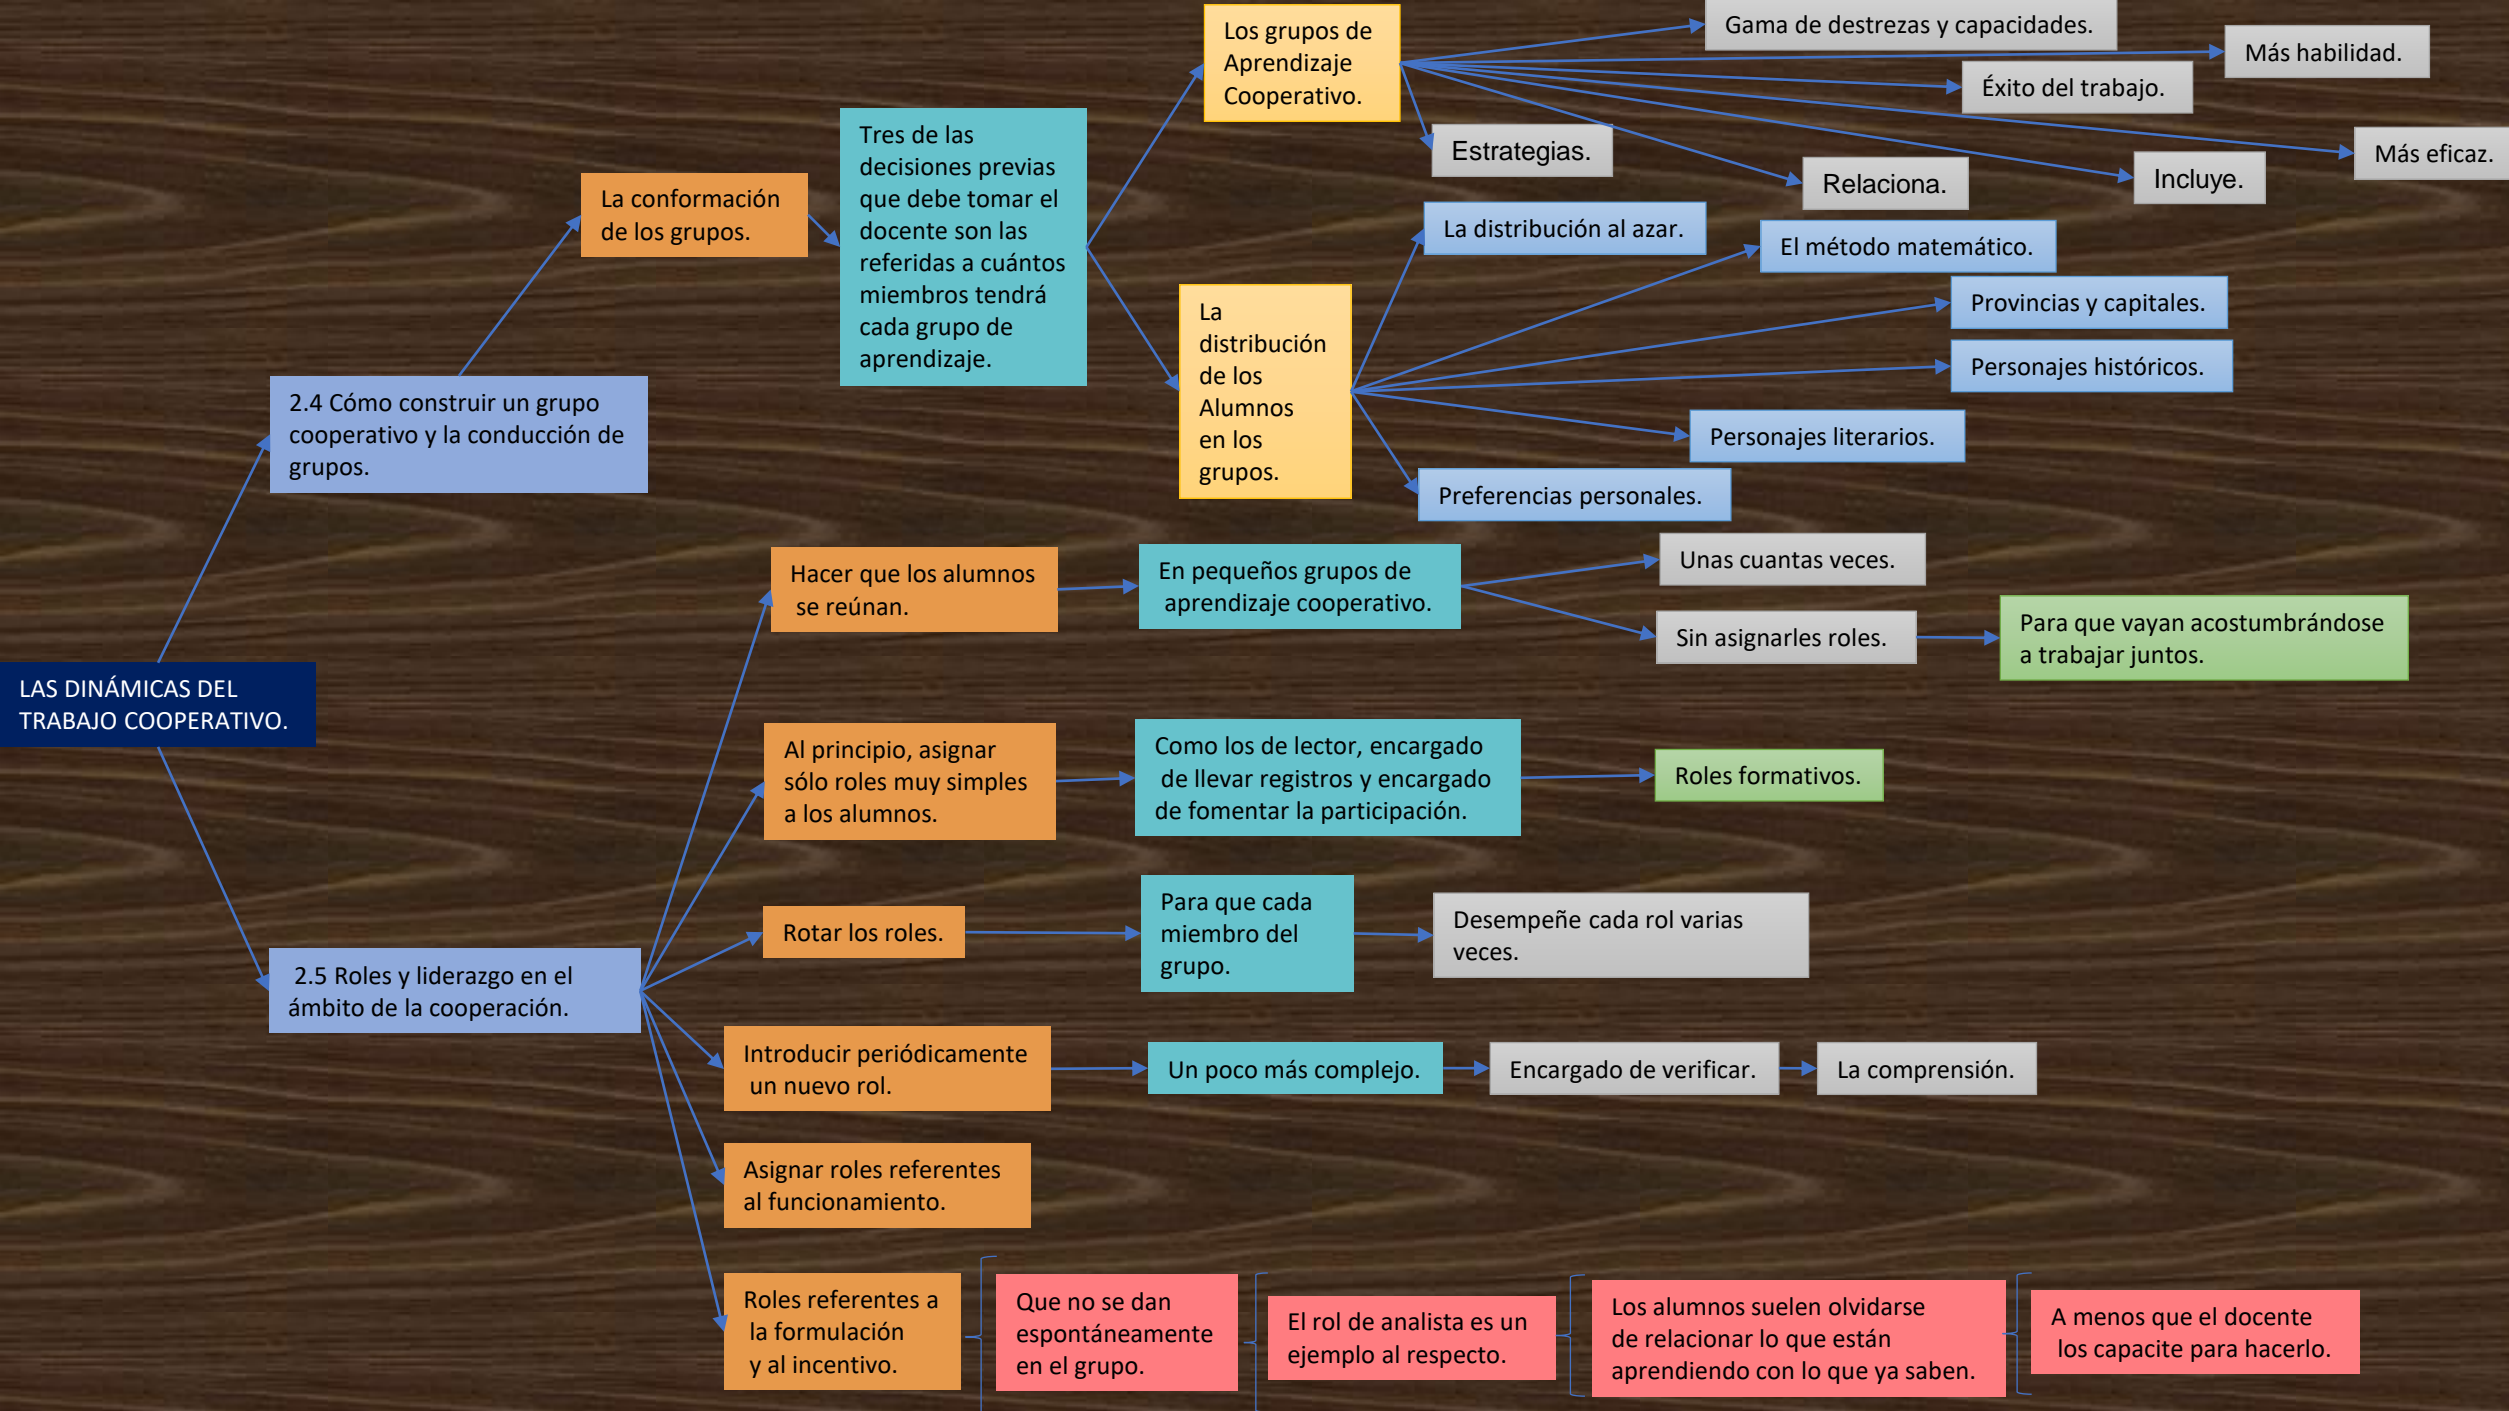 LAS DINÁMICAS DEL
TRABAJO COOPERATIVO.
2.4 Cómo construir un grupo
cooperativo y la conducción de
grupos.
La conformación
de los grupos.
Tres de las
decisiones previas
que debe tomar el
docente son las
referidas a cuántos
miembros tendrá
cada grupo de
aprendizaje.
Los grupos de
Aprendizaje
Cooperativo.
Gama de destrezas y capacidades.
Más habilidad.
Éxito del trabajo.
Más eficaz.
Estrategias.
Relaciona.
Incluye.
La
distribución
de los
Alumnos
en los
grupos.
La distribución al azar.
El método matemático.
Provincias y capitales.
Personajes históricos.
Personajes literarios.
Preferencias personales.
2.5 Roles y liderazgo en el
ámbito de la cooperación.
Hacer que los alumnos
se reúnan.
En pequeños grupos de
aprendizaje cooperativo.
Unas cuantas veces.
Sin asignarles roles.
Para que vayan acostumbrándose
a trabajar juntos.
Al principio, asignar
sólo roles muy simples
a los alumnos.
Como los de lector, encargado
de llevar registros y encargado
de fomentar la participación.
Roles formativos.
Rotar los roles.
Para que cada
miembro del
grupo.
Desempeñe cada rol varias
veces.
Introducir periódicamente
un nuevo rol.
Un poco más complejo.
Encargado de verificar.
La comprensión.
Asignar roles referentes
al funcionamiento.
Roles referentes a
la formulación
y al incentivo.
Que no se dan
espontáneamente
en el grupo.
El rol de analista es un
ejemplo al respecto.
Los alumnos suelen olvidarse
de relacionar lo que están
aprendiendo con lo que ya saben.
A menos que el docente
los capacite para hacerlo.